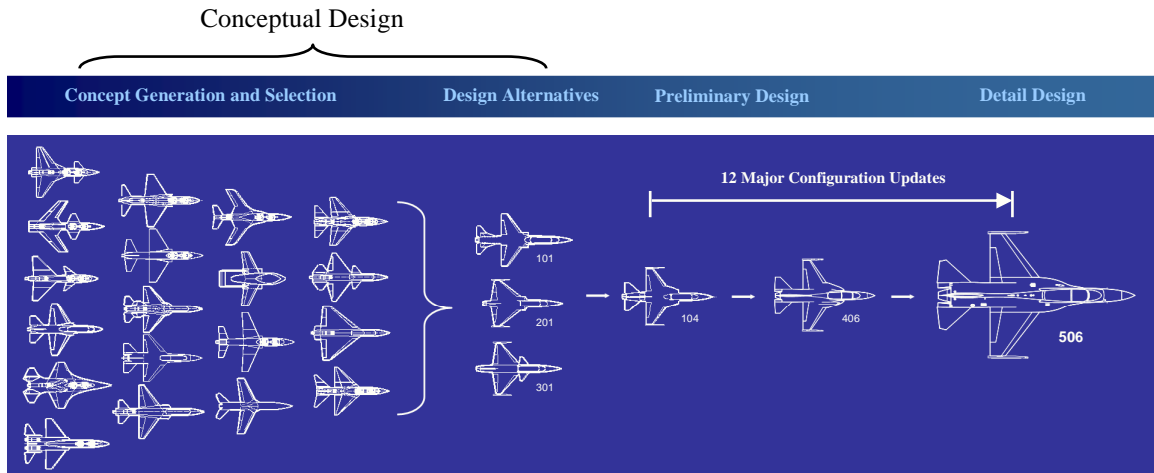 Conceptual Design
Concept Generation and Selection
Design Alternatives
Preliminary Design
Detail Design
12 Major Configuration Updates
101
201
301
104
406
506